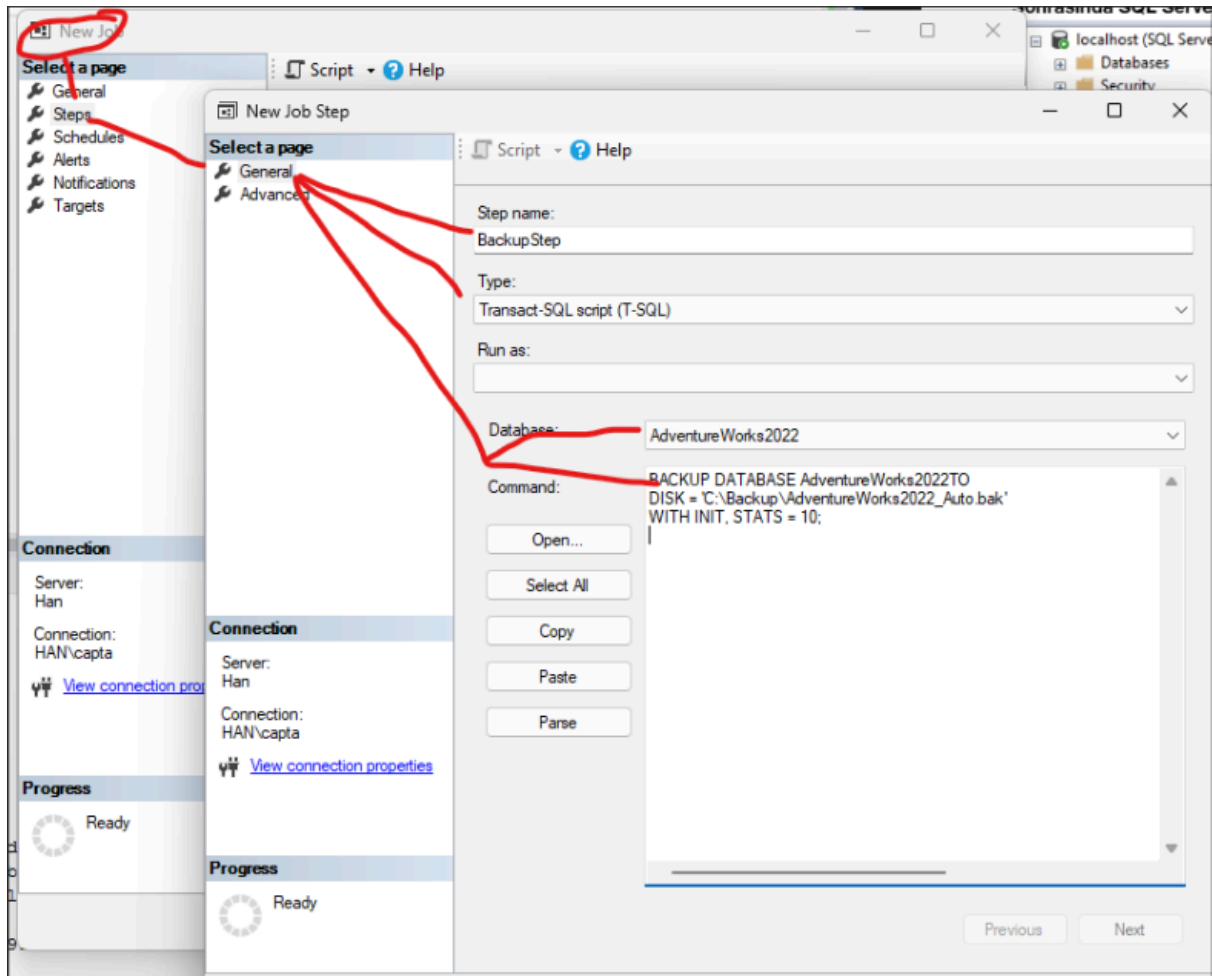 sonrasında SQL Serve
New Job
Select a page
General
Steps
Schedules
Alerts
Notifications
Targets
Script
Help
localhost (SQL Serve
Databases
Security
Connection
Server:
Han
Connection:
HAN\capta
View connection prop
Progress
Ready
New Job Step
Select a page
General
Advanced
Script
Help
Step name:
BackupStep
Type:
Transact-SQL script (T-SQL)
Run as:
Database:
AdventureWorks2022
Command:
BACKUP DATABASE AdventureWorks2022TO
DISK = 'C:\Backup\AdventureWorks2022_Auto.bak'
WITH INIT, STATS = 10;
Open...
Select All
Copy
Paste
Parse
Connection
Server:
Han
Connection:
HAN\capta
View connection properties
Progress
Ready
Previous
Next